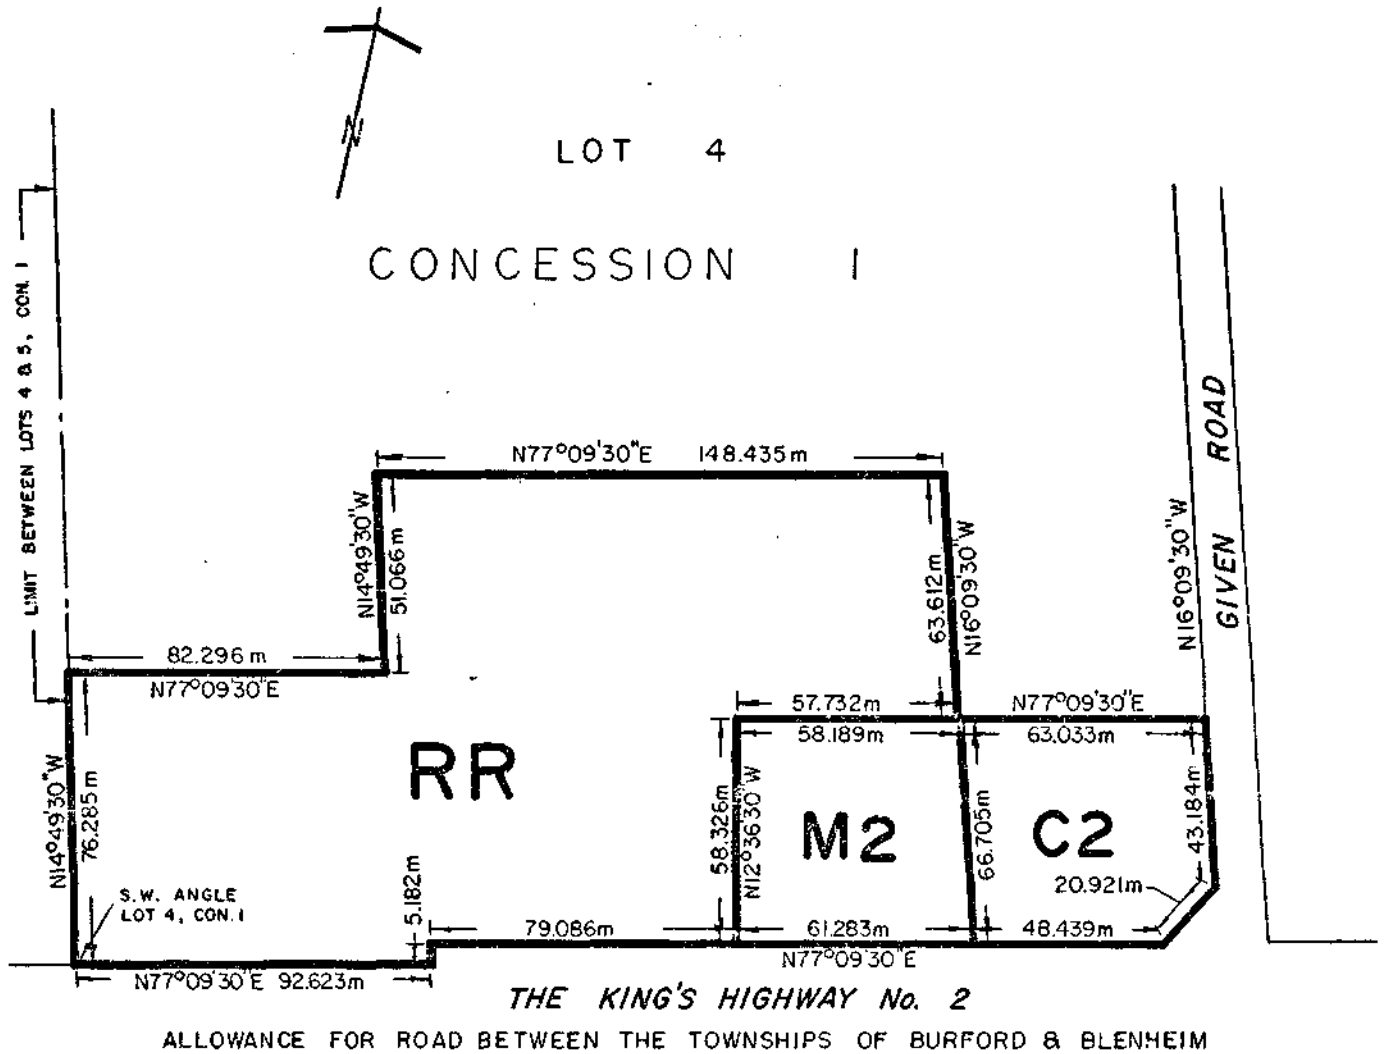 N
LOT 4
CONCESSION 1
LIMIT BETWEEN LOTS 4 & 5, CON. 1
GIVEN ROAD
N16°09'30"W
N77°09'30"E 148.435m
N14°49'30"W
51.066m
63.612m
N16°09'30"W
82.296m
N77°09'30"E
57.732m
N77°09'30"E
58.189m
63.033m
RR
M2
C2
N14°49'30"W
76.285m
58.326m
N12°36'30"W
66.705m
43.184m
20.921m
S.W. ANGLE
LOT 4, CON. 1
5.182m
79.086m
61.283m
48.439m
N77°09'30"E
N77°09'30"E 92.623m
THE KING'S HIGHWAY No. 2
ALLOWANCE FOR ROAD BETWEEN THE TOWNSHIPS OF BURFORD & BLENHEIM